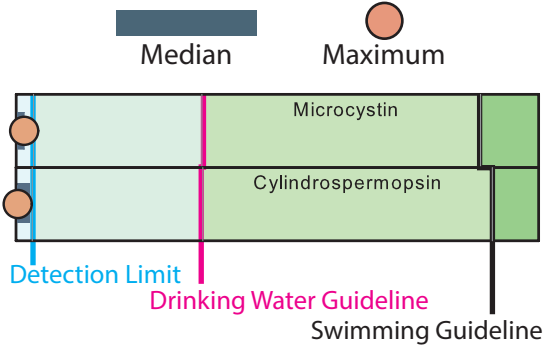 Median
Maximum
Microcystin
Cylindrospermopsin
Detection Limit
Drinking Water Guideline
Swimming Guideline